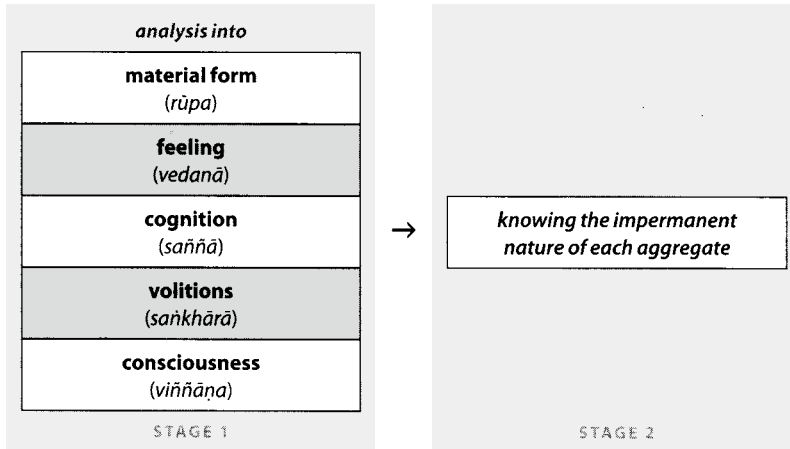 analysis into
material form
(rūpa)
feeling
(vedanā)
cognition
(saññā)
volitions
(saṅkhārā)
consciousness
(viññāṇa)
STAGE 1
→
knowing the impermanent
nature of each aggregate
STAGE 2